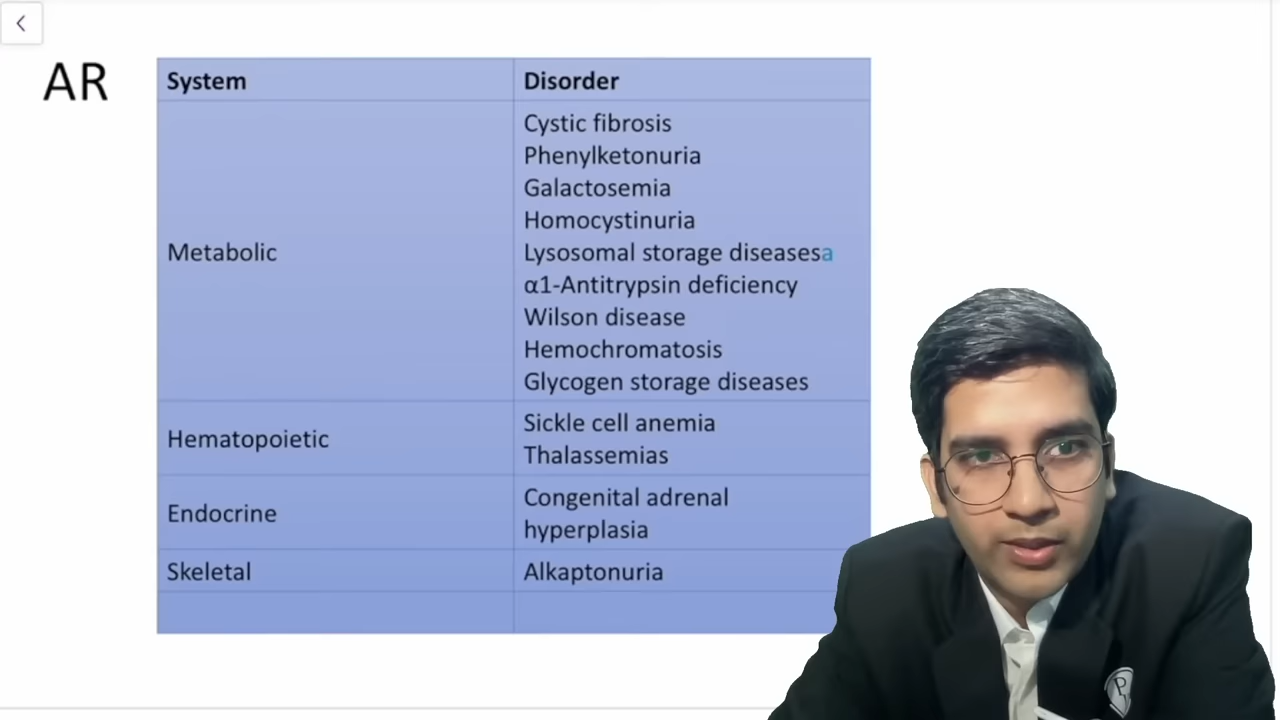 AR
System
Disorder
Metabolic
Cystic fibrosis
Phenylketonuria
Galactosemia
Homocystinuria
Lysosomal storage diseasesa
α1-Antitrypsin deficiency
Wilson disease
Hemochromatosis
Glycogen storage diseases
Hematopoietic
Sickle cell anemia
Thalassemias
Endocrine
Congenital adrenal
hyperplasia
Skeletal
Alkaptonuria
P